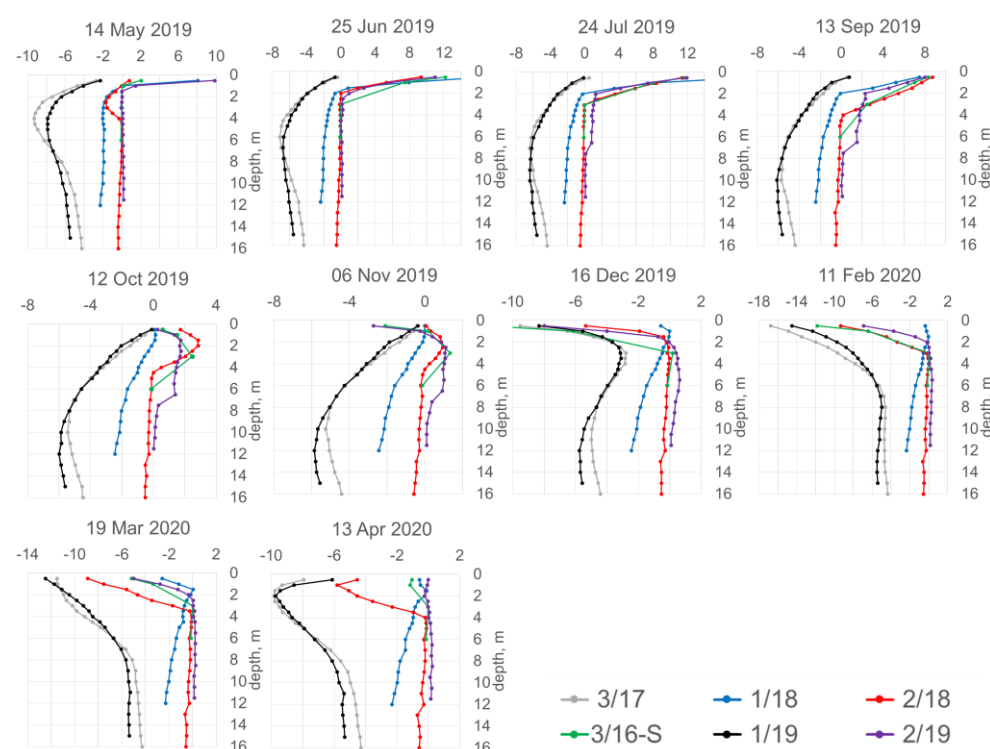 14 May 2019
-10 -6 -2 2 6 10
0
2
4
6
8
10
12
14
16
depth, m
25 Jun 2019
-8 -4 0 4 8 12
0
2
4
6
8
10
12
14
16
depth, m
24 Jul 2019
-8 -4 0 4 8 12
0
2
4
6
8
10
12
14
16
depth, m
13 Sep 2019
-8 -4 0 4 8
0
2
4
6
8
10
12
14
16
depth, m
12 Oct 2019
-8 -4 0 4
0
2
4
6
8
10
12
14
16
depth, m
06 Nov 2019
-8 -4 0
0
2
4
6
8
10
12
14
16
depth, m
16 Dec 2019
-10 -6 -2 2
0
2
4
6
8
10
12
14
16
depth, m
11 Feb 2020
-18 -14 -10 -6 -2 2
0
2
4
6
8
10
12
14
16
depth, m
19 Mar 2020
-14 -10 -6 -2 2
0
2
4
6
8
10
12
14
16
depth, m
13 Apr 2020
-10 -6 -2 2
0
2
4
6
8
10
12
14
16
depth, m
3/17 1/18 2/18
3/16-S 1/19 2/19